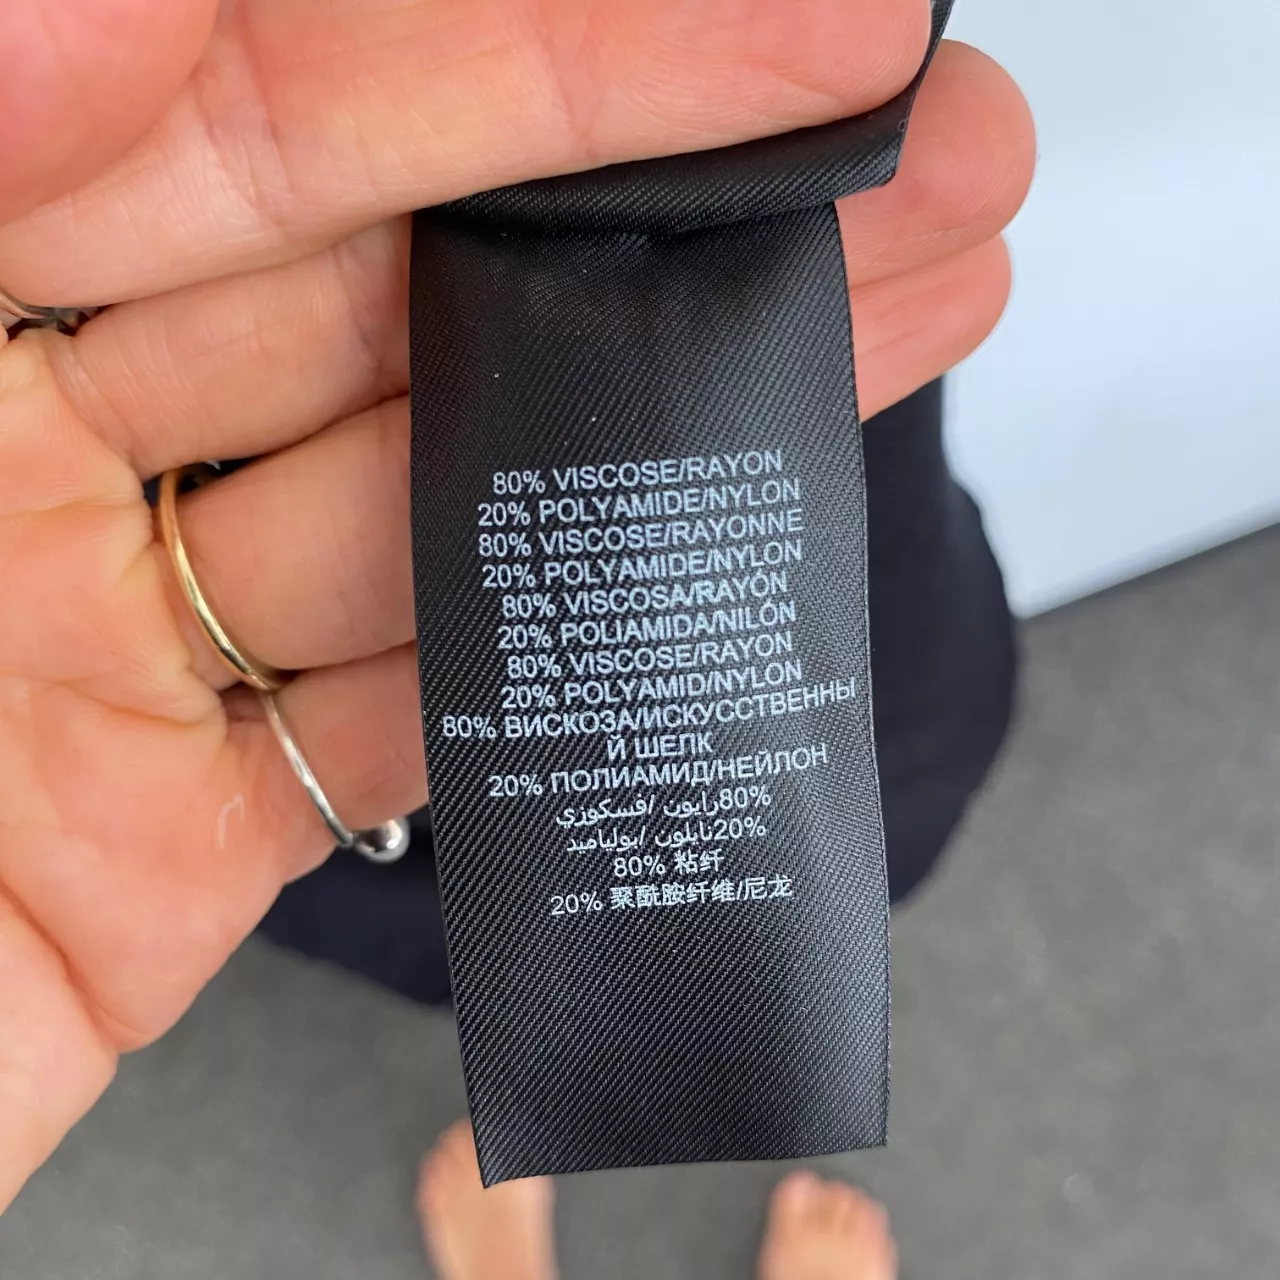 80% VISCOSE/RAYON
20% POLYAMIDE/NYLON
80% VISCOSE/RAYONNE
20% POLYAMIDE/NYLON
80% VISCOSA/RAYÓN
20% POLIAMIDA/NILÓN
80% VISCOSE/RAYON
20% POLYAMID/NYLON
80% ВИСКОЗА/ИСКУССТВЕННЫ
Й ШЕЛК
20% ПОЛИАМИД/НЕЙЛОН
80%رايون /فسكوزي
20%نايلون /بولياميد
80% 粘纤
20% 聚酰胺纤维/尼龙